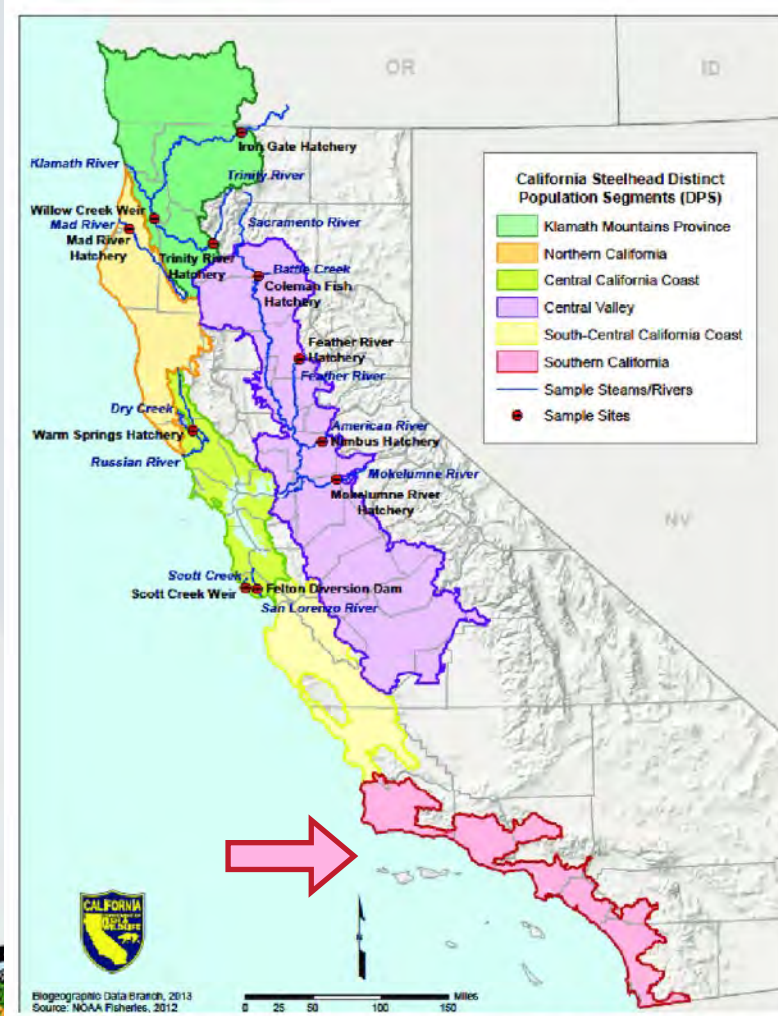 OR
ID
Iron Gate Hatchery
Klamath River
Trinity River
Willow Creek Weir
Mad River
Mad River
Hatchery
Sacramento River
Trinity River
Hatchery
Battle Creek
Coleman Fish
Hatchery
Feather River
Hatchery
Feather River
Dry Creek
American River
Warm Springs Hatchery
Nimbus Hatchery
Russian River
Mokelumne River
Mokelumne River
Hatchery
NV
Scott Creek
Felton Diversion Dam
Scott Creek Weir
San Lorenzo River
California Steelhead Distinct
Population Segments (DPS)
Klamath Mountains Province
Northern California
Central California Coast
Central Valley
South-Central California Coast
Southern California
Sample Steams/Rivers
Sample Sites
CALIFORNIA
FISH &
WILDLIFE
Biogeographic Data Branch, 2013
Source: NOAA Fisheries, 2012
Miles
0 25 50 100 150